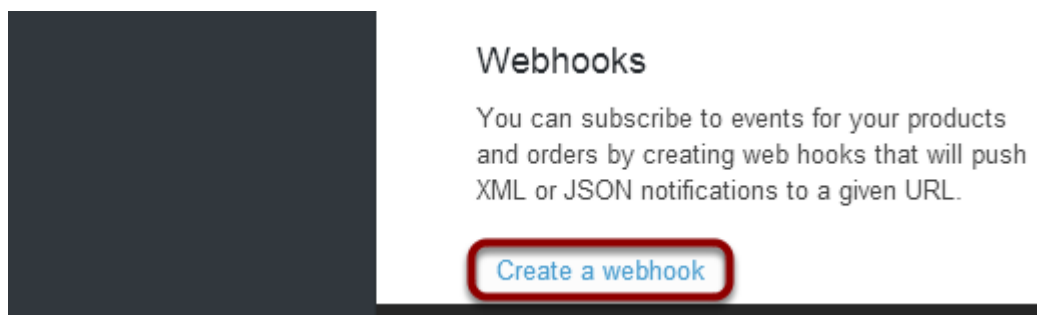 Webhooks
You can subscribe to events for your products
and orders by creating web hooks that will push
XML or JSON notifications to a given URL.
Create a webhook